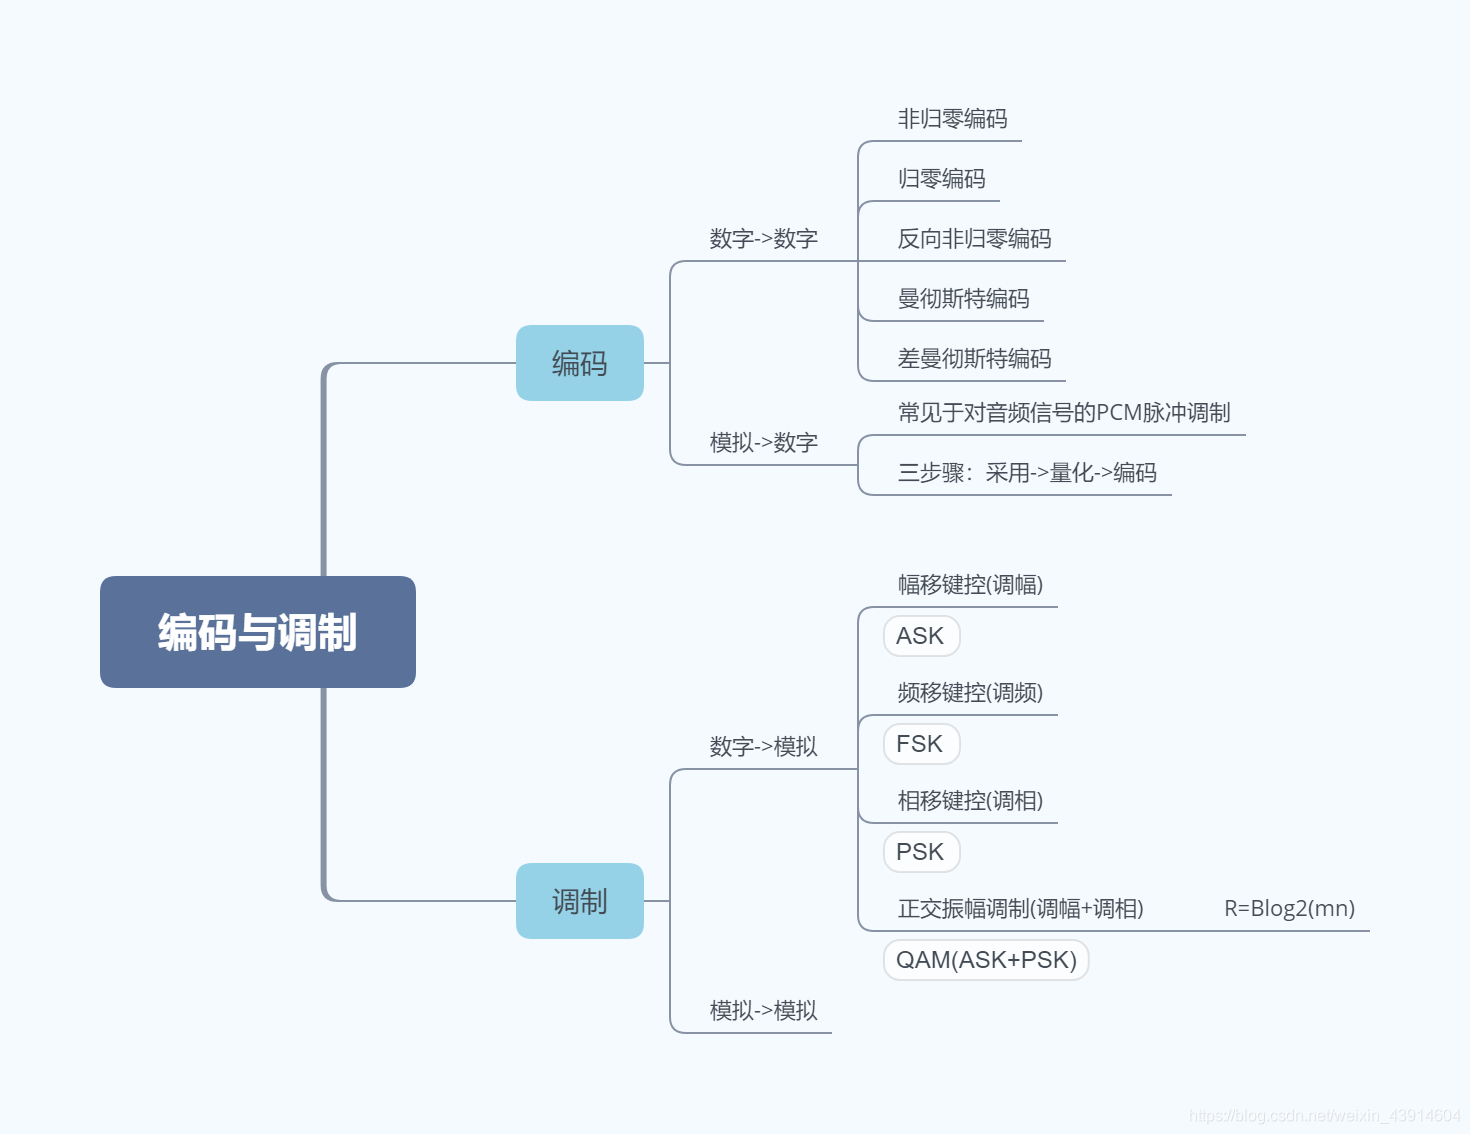 非归零编码
归零编码
数字->数字
反向非归零编码
曼彻斯特编码
编码
差曼彻斯特编码
常见于对音频信号的PCM脉冲调制
模拟->数字
三步骤：采用->量化->编码
编码与调制
幅移键控(调幅)
ASK
频移键控(调频)
FSK
数字->模拟
相移键控(调相)
PSK
调制
正交振幅调制(调幅+调相) R=Blog2(mn)
QAM(ASK+PSK)
模拟->模拟
https://blog.csdn.net/weixin_43914604